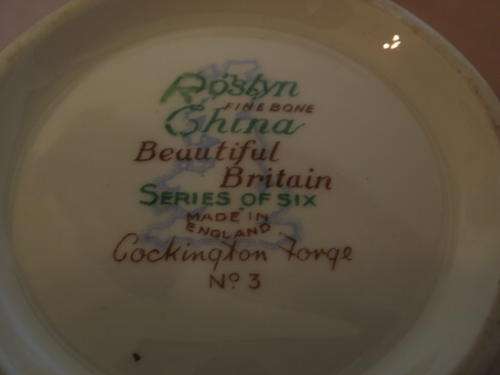 Roslyn
FINE BONE
China
Beautiful
Britain
SERIES OF SIX
MADE IN
ENGLAND
Cockington Forge
Nº 3